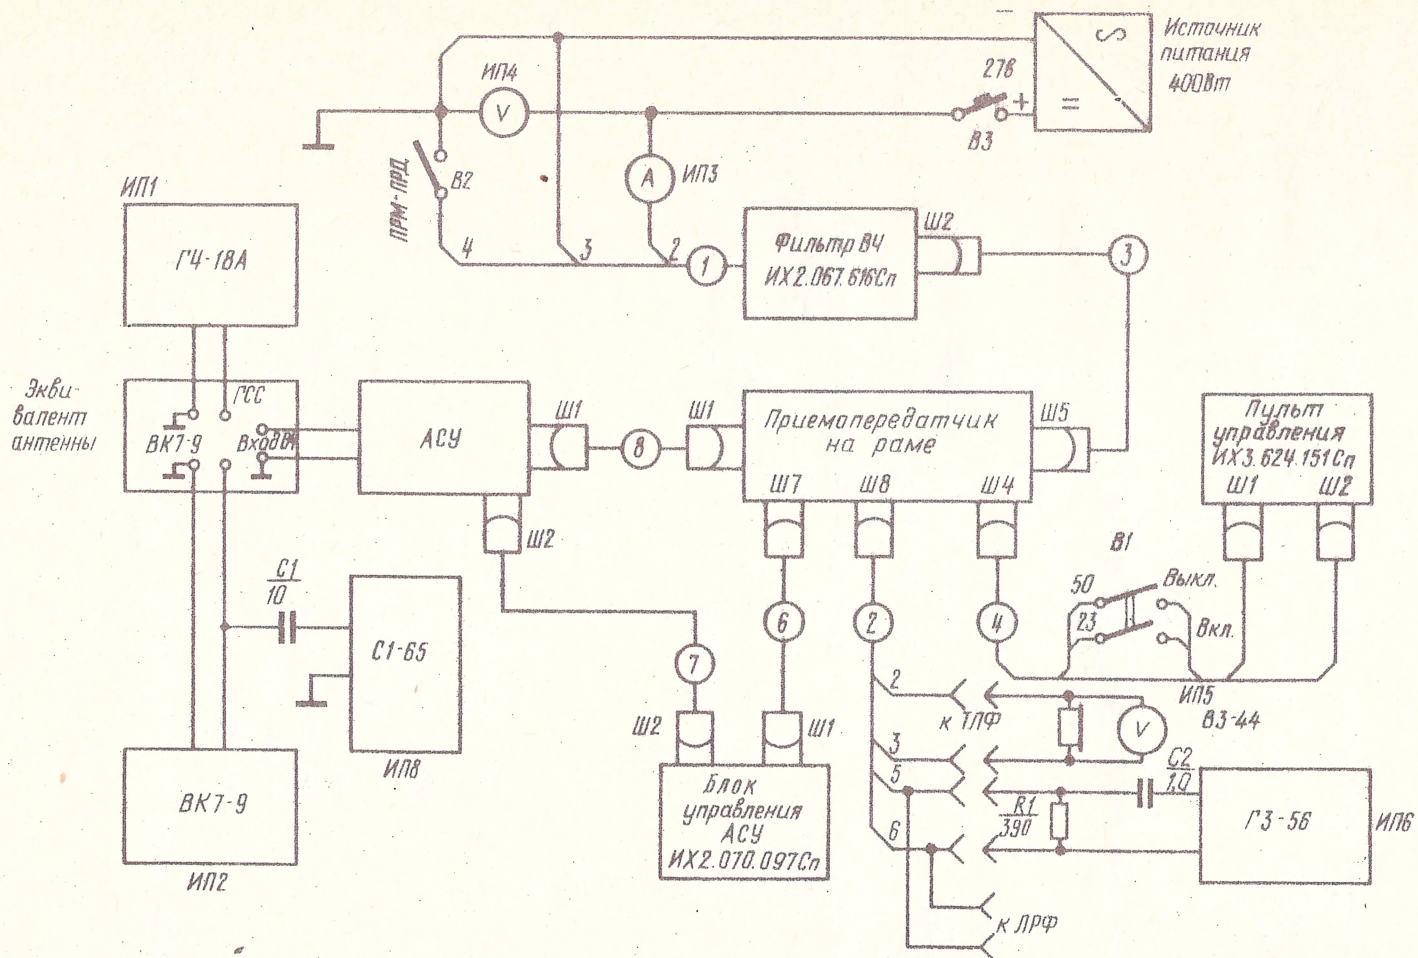 Источник
питания
400Вт
27В
+
=
В3
ИП4
V
ИП3
А
ПРМ-ПРД
В2
4
3
2
1
Фильтр ВЧ
ИХ2.067.616Сп
Ш2
3
ИП1
Г4-18А
Экви-
валент
антенны
ГСС
ВК7-9
Вход ВЧ
АСУ
Ш1
8
Ш1
Ш2
Приемопередатчик
на раме
Ш5
Ш7
Ш8
Ш4
Пульт
управления
ИХ3.624.151Сп
Ш1
Ш2
В1
50
Выкл.
23
Вкл.
С1
10
С1-65
ИП8
ВК7-9
ИП2
7
6
2
4
Ш2
Ш1
Блок
управления
АСУ
ИХ2.070.097Сп
2
к ТЛФ
3
5
6
ИП5
В3-44
V
С2
1,0
R1
390
Г3-56
ИП6
к ЛРФ